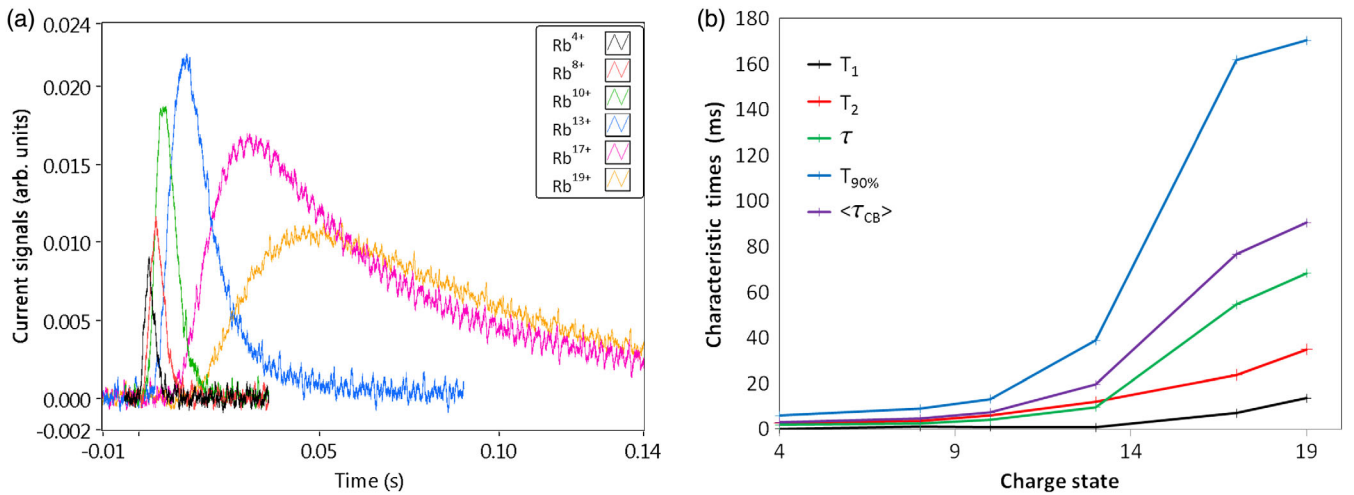 (a)
0.024
0.020
0.015
0.010
0.005
0.000
-0.002
-0.01
0.05
0.10
0.14
Current signals (arb. units)
Time (s)
Rb⁴⁺
Rb⁸⁺
Rb¹⁰⁺
Rb¹³⁺
Rb¹⁷⁺
Rb¹⁹⁺
(b)
180
160
140
120
100
80
60
40
20
0
4
9
14
19
Characteristic times (ms)
Charge state
T₁
T₂
τ
T₉₀%
<τ_CB>